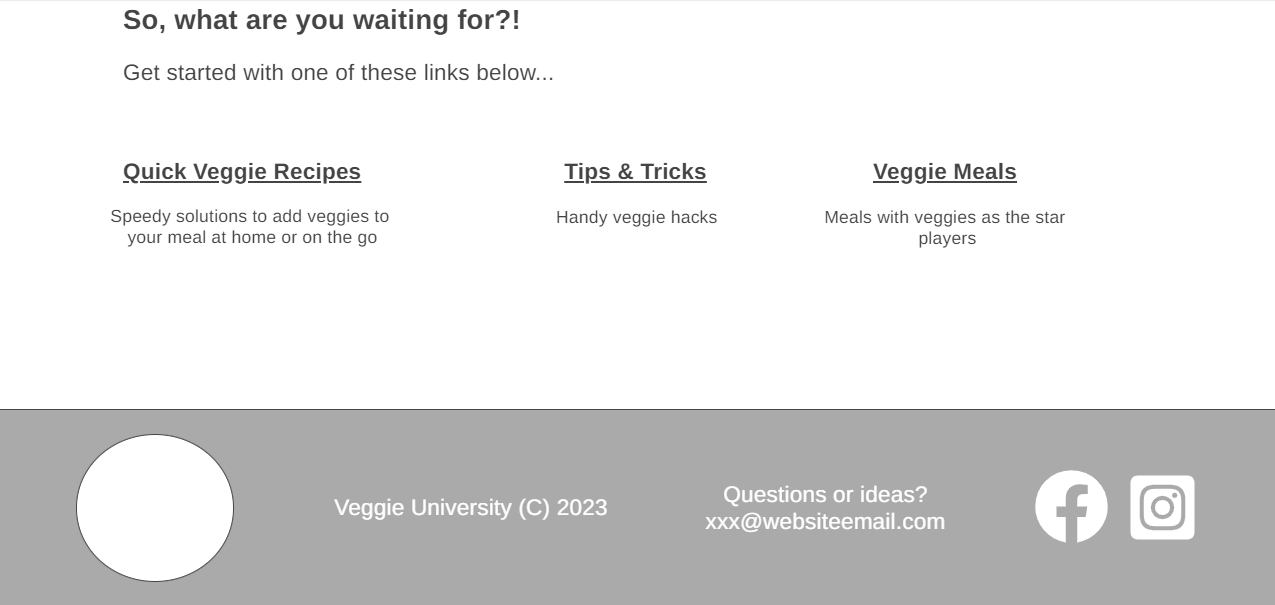 So, what are you waiting for?!
Get started with one of these links below...
Quick Veggie Recipes
Speedy solutions to add veggies to
your meal at home or on the go
Tips & Tricks
Handy veggie hacks
Veggie Meals
Meals with veggies as the star
players
Veggie University (C) 2023
Questions or ideas?
xxx@websiteemail.com